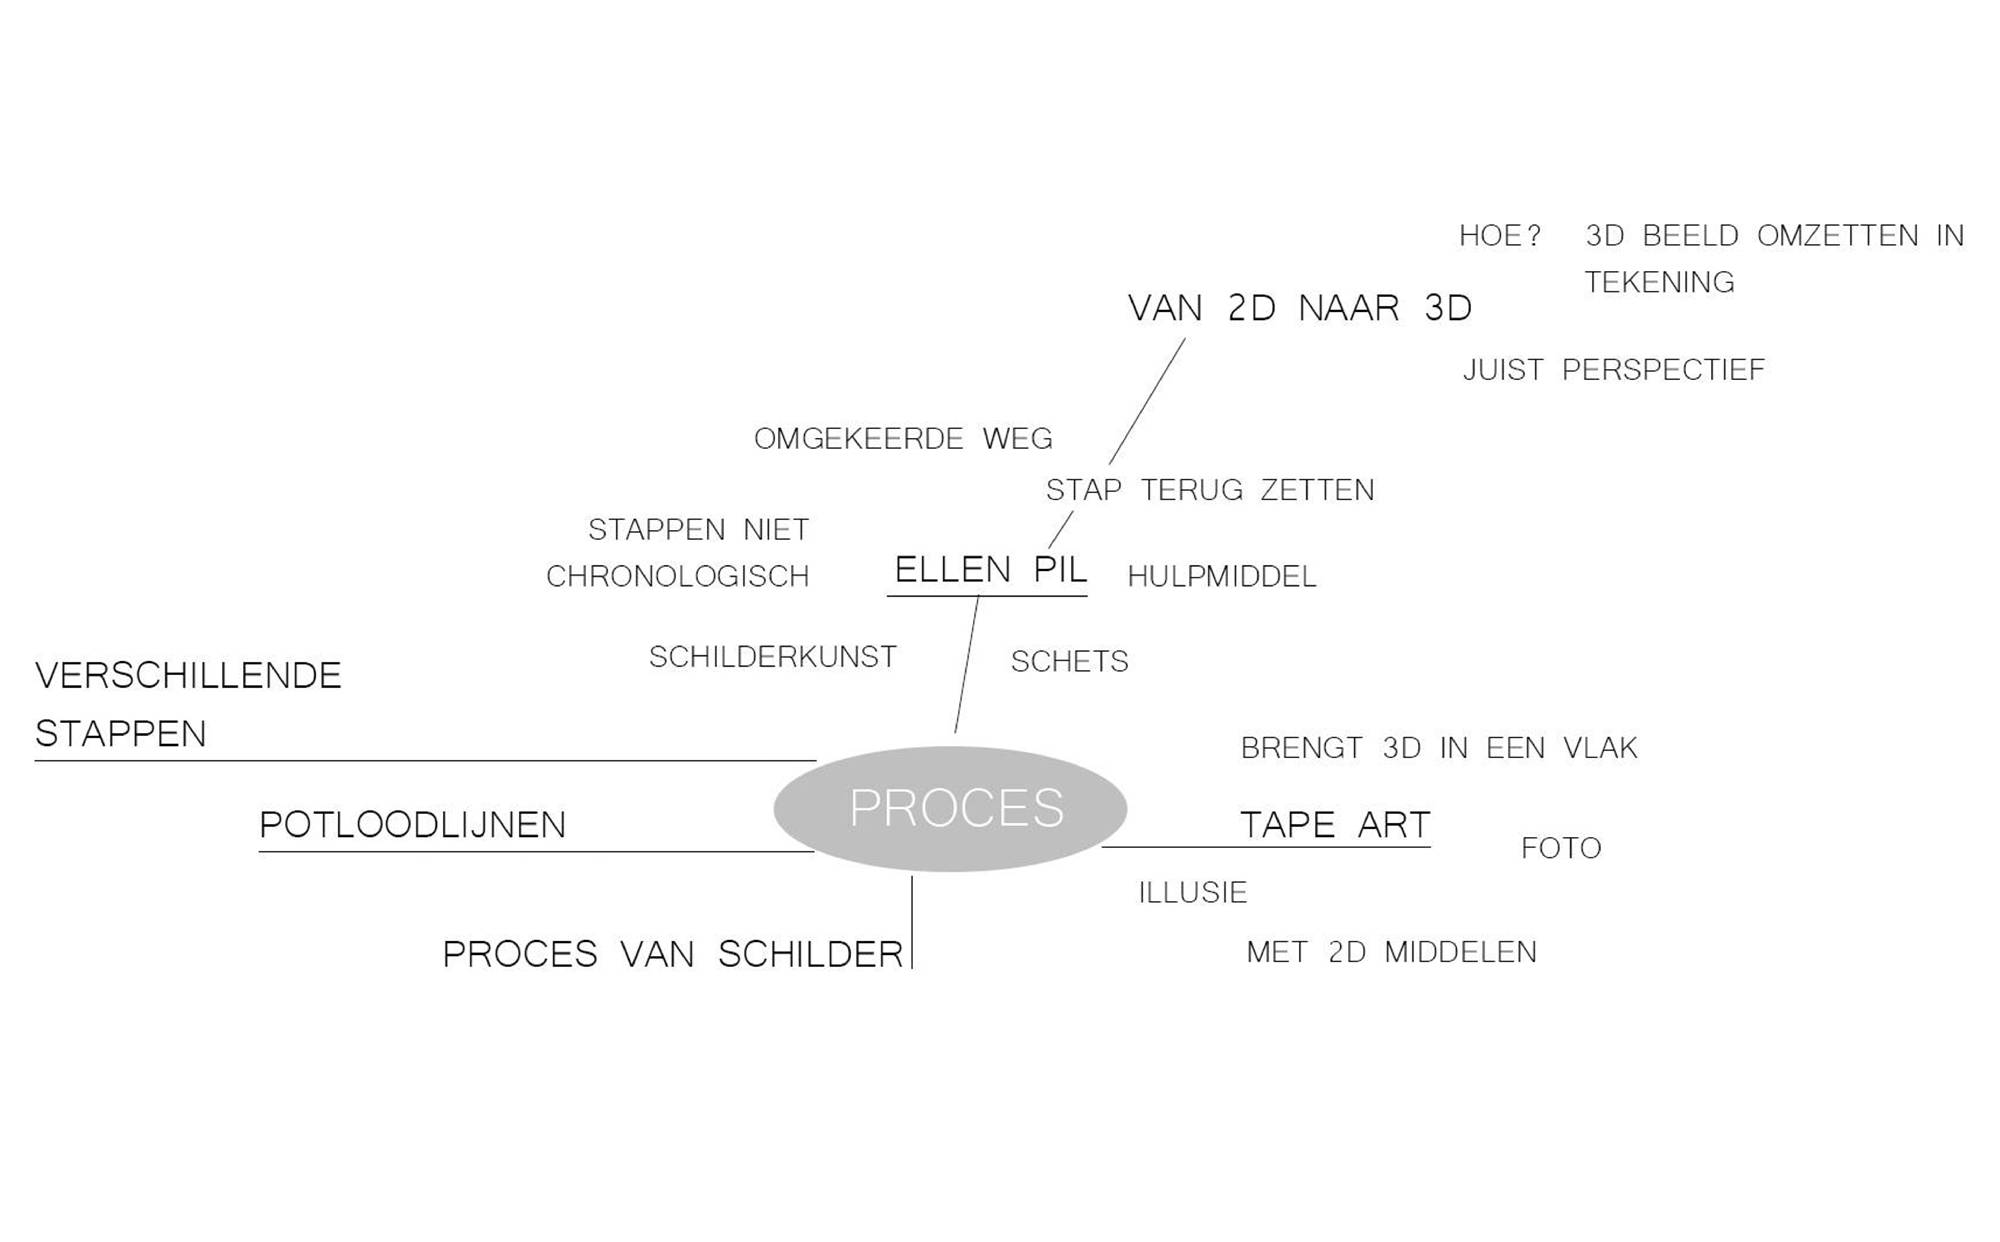 HOE? 3D BEELD OMZETTEN IN
TEKENING
VAN 2D NAAR 3D
JUIST PERSPECTIEF
OMGEKEERDE WEG
STAP TERUG ZETTEN
STAPPEN NIET
CHRONOLOGISCH
ELLEN PIL
HULPMIDDEL
SCHILDERKUNST
SCHETS
VERSCHILLENDE
STAPPEN
BRENGT 3D IN EEN VLAK
PROCES
POTLOODLIJNEN
TAPE ART
FOTO
ILLUSIE
PROCES VAN SCHILDER
MET 2D MIDDELEN